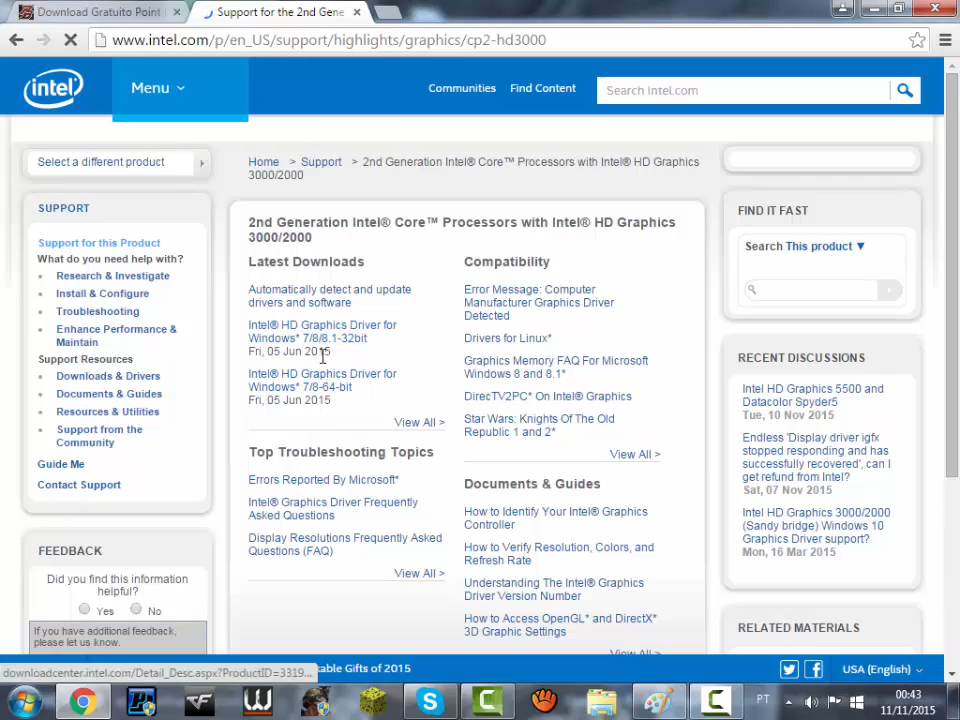 Download Gratuito Point
Support for the 2nd Gene
www.intel.com/p/en_US/support/highlights/graphics/cp2-hd3000
intel
Menu
Communities
Find Content
Search Intel.com
Select a different product
Home > Support > 2nd Generation Intel® Core™ Processors with Intel® HD Graphics
3000/2000
SUPPORT
Support for this Product
What do you need help with?
Research & Investigate
Install & Configure
Troubleshooting
Enhance Performance &
Maintain
Support Resources
Downloads & Drivers
Documents & Guides
Resources & Utilities
Support from the
Community
Guide Me
Contact Support
FEEDBACK
Did you find this information
helpful?
Yes No
If you have additional feedback,
please let us know.
2nd Generation Intel® Core™ Processors with Intel® HD Graphics
3000/2000
Latest Downloads
Automatically detect and update
drivers and software
Intel® HD Graphics Driver for
Windows* 7/8/8.1-32bit
Fri, 05 Jun 2015
Intel® HD Graphics Driver for
Windows* 7/8-64-bit
Fri, 05 Jun 2015
View All >
Top Troubleshooting Topics
Errors Reported By Microsoft*
Intel® Graphics Driver Frequently
Asked Questions
Display Resolutions Frequently Asked
Questions (FAQ)
View All >
Compatibility
Error Message: Computer
Manufacturer Graphics Driver
Detected
Drivers for Linux*
Graphics Memory FAQ For Microsoft
Windows 8 and 8.1*
DirecTV2PC* On Intel® Graphics
Star Wars: Knights Of The Old
Republic 1 and 2*
View All >
Documents & Guides
How to Identify Your Intel® Graphics
Controller
How to Verify Resolution, Colors, and
Refresh Rate
Understanding The Intel® Graphics
Driver Version Number
How to Access OpenGL* and DirectX*
3D Graphic Settings
View All >
FIND IT FAST
Search This product ▼
RECENT DISCUSSIONS
Intel HD Graphics 5500 and
Datacolor Spyder5
Tue, 10 Nov 2015
Endless 'Display driver igfx
stopped responding and has
successfully recovered', can I
get refund from Intel?
Sat, 07 Nov 2015
Intel HD Graphics 3000/2000
(Sandy bridge) Windows 10
Graphics Driver support?
Mon, 16 Mar 2015
RELATED MATERIALS
downloadcenter.intel.com/Detail_Desc.aspx?ProductID=3319...
kable Gifts of 2015
USA (English)
PT
00:43
11/11/2015